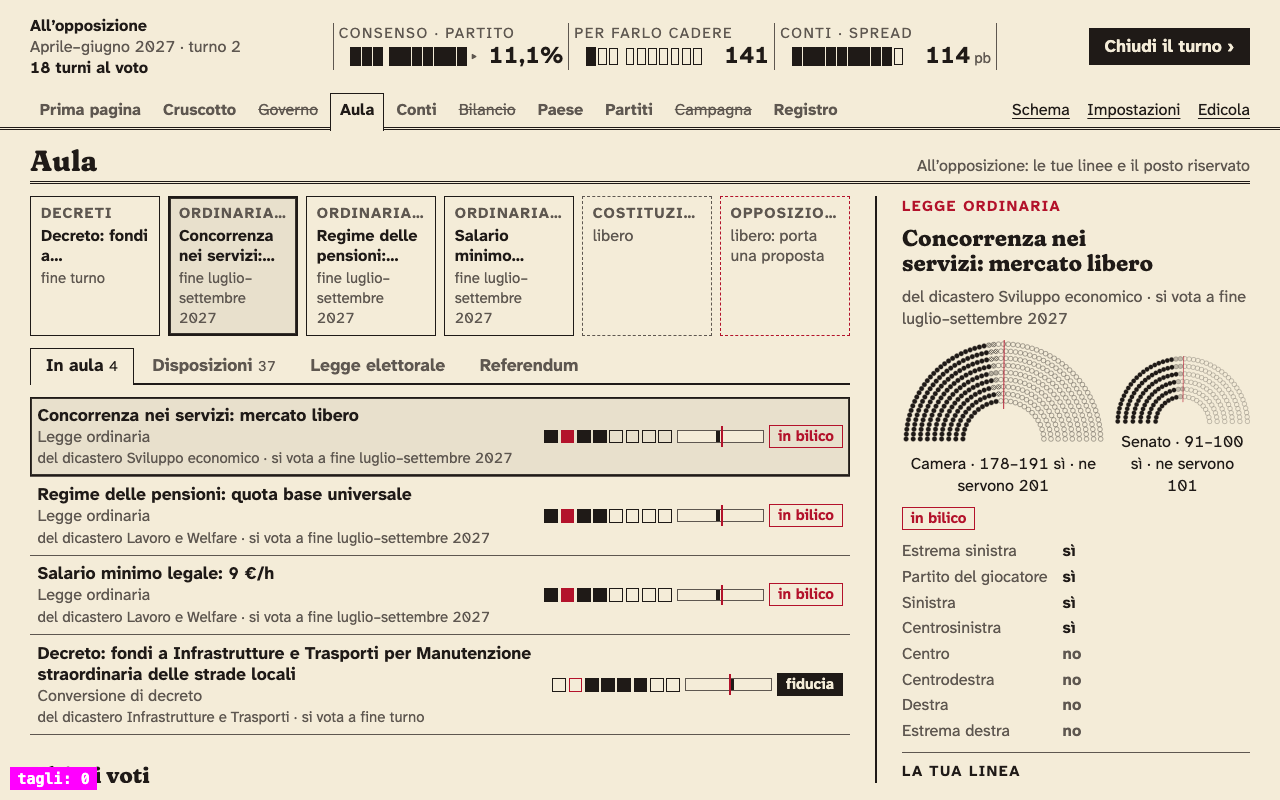 All'opposizione
Aprile–giugno 2027 · turno 2
18 turni al voto
CONSENSO · PARTITO
11,1%
PER FARLO CADERE
141
CONTI · SPREAD
114 pb
Chiudi il turno ›
Prima pagina
Cruscotto
Governo
Aula
Conti
Bilancio
Paese
Partiti
Campagna
Registro
Schema
Impostazioni
Edicola
Aula
All'opposizione: le tue linee e il posto riservato
DECRETI
Decreto: fondi
a...
fine turno
ORDINARIA...
Concorrenza
nei servizi:...
fine luglio–
settembre
2027
ORDINARIA...
Regime delle
pensioni:...
fine luglio–
settembre
2027
ORDINARIA...
Salario
minimo...
fine luglio–
settembre
2027
COSTITUZI...
libero
OPPOSIZIO...
libero: porta
una proposta
In aula 4
Disposizioni 37
Legge elettorale
Referendum
Concorrenza nei servizi: mercato libero
Legge ordinaria
del dicastero Sviluppo economico · si vota a fine luglio–settembre 2027
in bilico
Regime delle pensioni: quota base universale
Legge ordinaria
del dicastero Lavoro e Welfare · si vota a fine luglio–settembre 2027
in bilico
Salario minimo legale: 9 €/h
Legge ordinaria
del dicastero Lavoro e Welfare · si vota a fine luglio–settembre 2027
in bilico
Decreto: fondi a Infrastrutture e Trasporti per Manutenzione
straordinaria delle strade locali
Conversione di decreto
del dicastero Infrastrutture e Trasporti · si vota a fine turno
fiducia
voti
tagli: 0
LEGGE ORDINARIA
Concorrenza nei
servizi: mercato libero
del dicastero Sviluppo economico · si vota a fine
luglio–settembre 2027
Camera · 178–191 sì · ne
servono 201
Senato · 91–100
sì · ne servono
101
in bilico
Estrema sinistra sì
Partito del giocatore sì
Sinistra sì
Centrosinistra sì
Centro no
Centrodestra no
Destra no
Estrema destra no
LA TUA LINEA